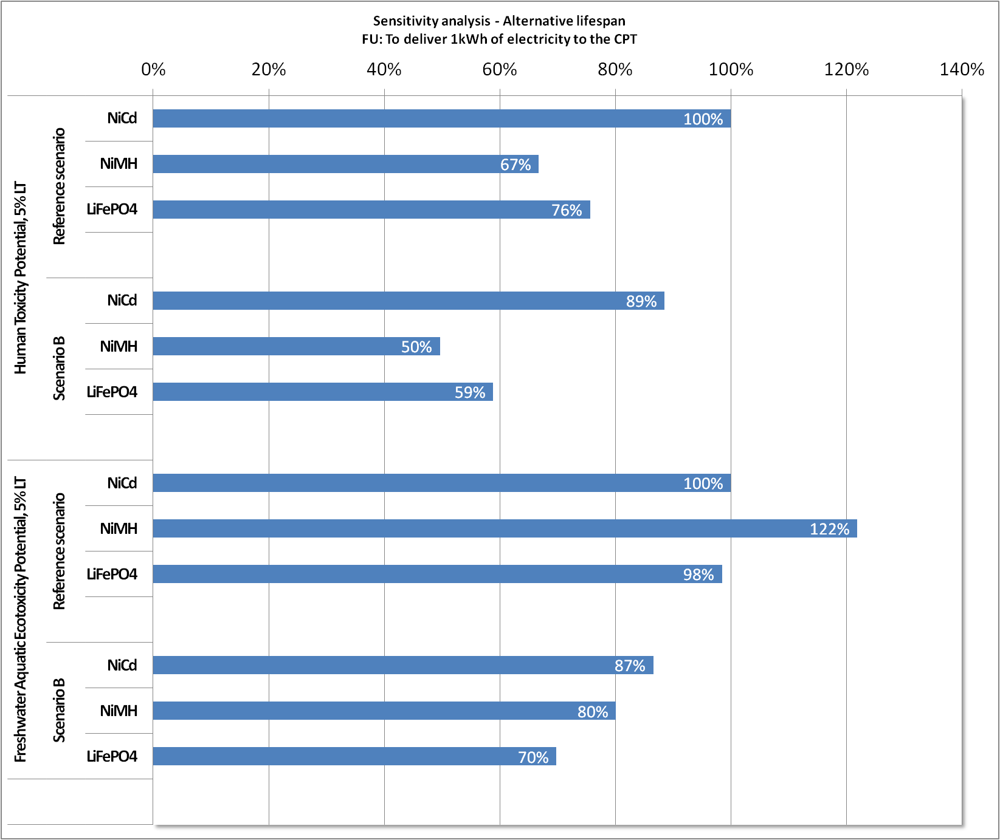 Sensitivity analysis - Alternative lifespan
FU: To deliver 1kWh of electricity to the CPT
0% 20% 40% 60% 80% 100% 120% 140%
Human Toxicity Potential, 5% LT
Reference scenario
NiCd 100%
NiMH 67%
LiFePO4 76%
Scenario B
NiCd 89%
NiMH 50%
LiFePO4 59%
Freshwater Aquatic Ecotoxicity Potential, 5% LT
Reference scenario
NiCd 100%
NiMH 122%
LiFePO4 98%
Scenario B
NiCd 87%
NiMH 80%
LiFePO4 70%